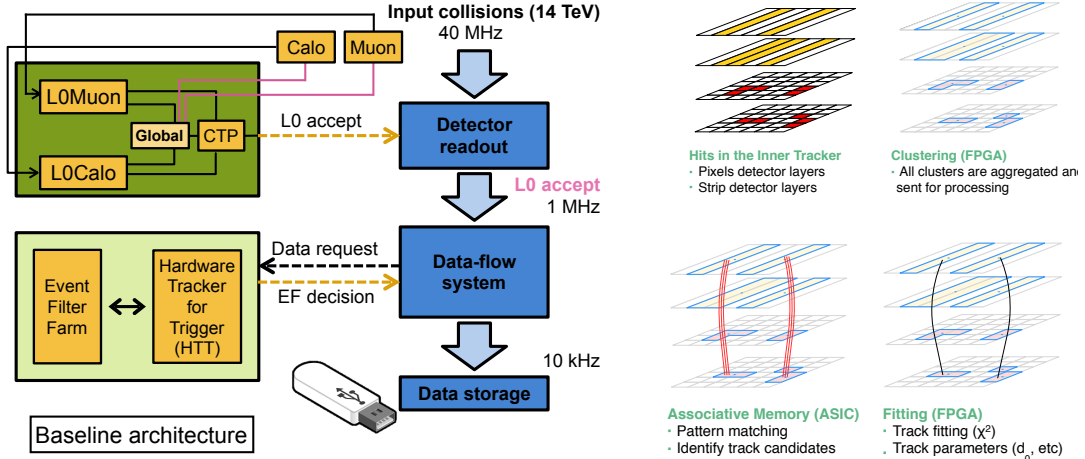 Input collisions (14 TeV)
40 MHz
Calo
Muon
L0Muon
Global
CTP
L0Calo
L0 accept
Detector
readout
L0 accept
1 MHz
Data request
EF decision
Data-flow
system
Event
Filter
Farm
Hardware
Tracker
for
Trigger
(HTT)
10 kHz
Data storage
Baseline architecture
Hits in the Inner Tracker
• Pixels detector layers
• Strip detector layers
Clustering (FPGA)
• All clusters are aggregated and
sent for processing
Associative Memory (ASIC)
• Pattern matching
• Identify track candidates
Fitting (FPGA)
• Track fitting (χ²)
• Track parameters (d₀, etc)